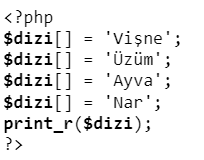 <?php
$dizi[] = 'Vişne';
$dizi[] = 'Üzüm';
$dizi[] = 'Ayva';
$dizi[] = 'Nar';
print_r($dizi);
?>